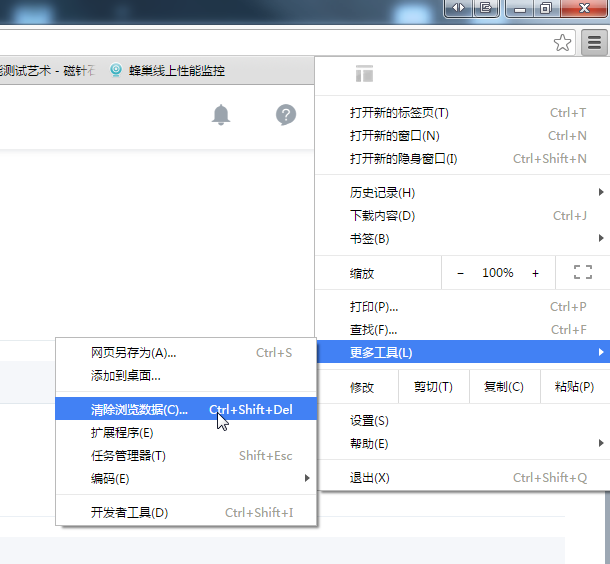 能测试艺术 - 磁针石
蜂巢线上性能监控
打开新的标签页(T) Ctrl+T
打开新的窗口(N) Ctrl+N
打开新的隐身窗口(I) Ctrl+Shift+N
历史记录(H)
下载内容(D) Ctrl+J
书签(B)
缩放 - 100% +
打印(P)... Ctrl+P
查找(F)... Ctrl+F
更多工具(L)
修改 剪切(T) 复制(C) 粘贴(P)
设置(S)
帮助(E)
退出(X) Ctrl+Shift+Q
网页另存为(A)... Ctrl+S
添加到桌面...
清除浏览数据(C)... Ctrl+Shift+Del
扩展程序(E)
任务管理器(T) Shift+Esc
编码(E)
开发者工具(D) Ctrl+Shift+I